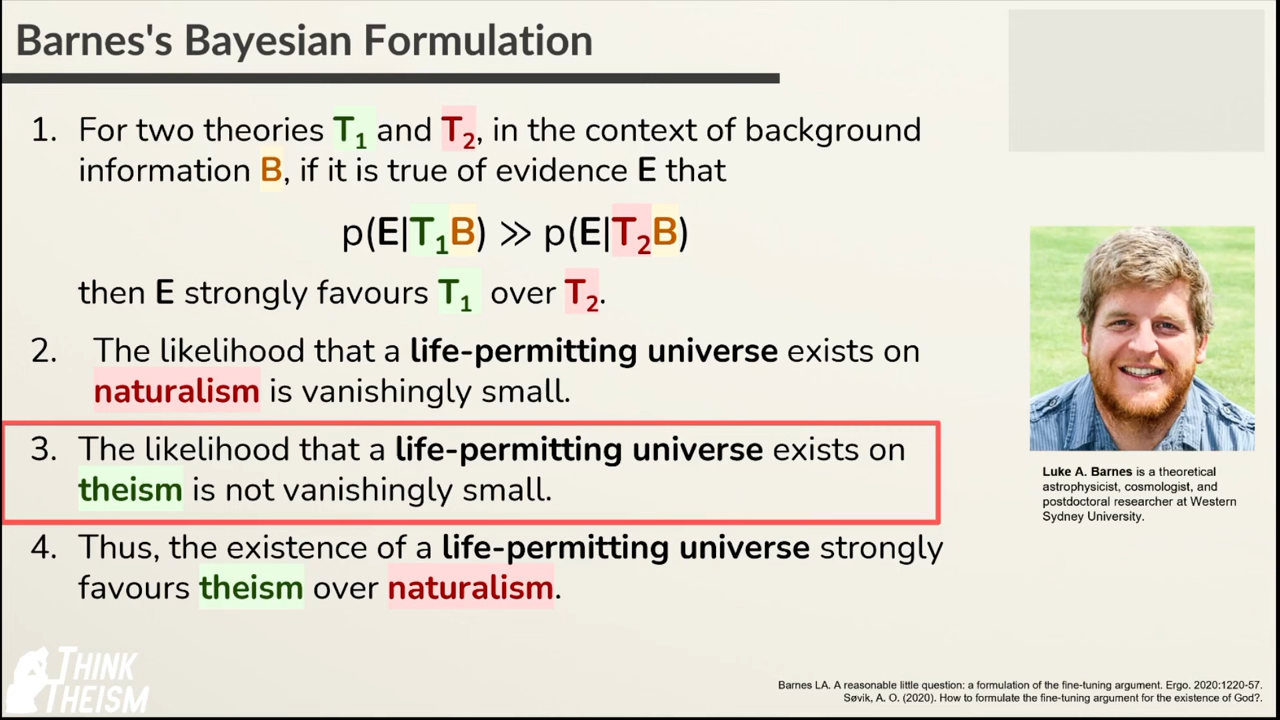 Barnes's Bayesian Formulation
1. For two theories T₁ and T₂, in the context of background
information B, if it is true of evidence E that
p(E|T₁B) ≫ p(E|T₂B)
then E strongly favours T₁ over T₂.
2. The likelihood that a life-permitting universe exists on
naturalism is vanishingly small.
3. The likelihood that a life-permitting universe exists on
theism is not vanishingly small.
4. Thus, the existence of a life-permitting universe strongly
favours theism over naturalism.
Luke A. Barnes is a theoretical
astrophysicist, cosmologist, and
postdoctoral researcher at Western
Sydney University.
THINK
THEISM
Barnes LA. A reasonable little question: a formulation of the fine-tuning argument. Ergo. 2020:1220-57.
Søvik, A. O. (2020). How to formulate the fine-tuning argument for the existence of God?.